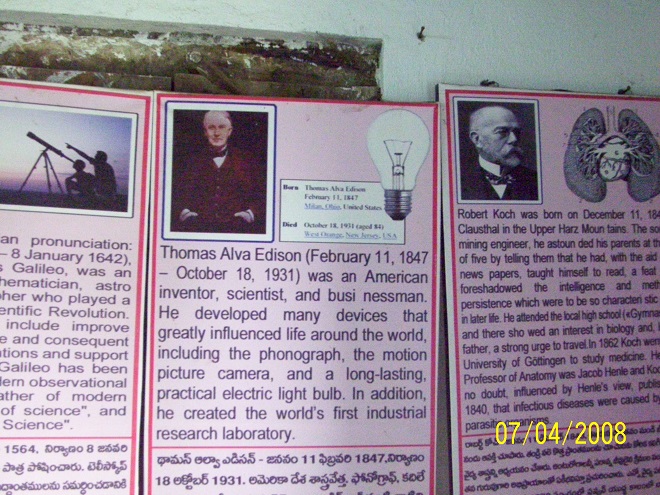 an pronunciation:
– 8 January 1642),
s Galileo, was an
hematician, astro
pher who played a
entific Revolution.
include improve
e and consequent
ations and support
Galileo has been
dern observational
ather of modern
of science", and
Science".
1564. నిర్యాణం 8 జనవరి
పాత్ర పోషించారు. టెలిస్కోప్
Born Thomas Alva Edison
February 11, 1847
Milan, Ohio, United States
Died October 18, 1931 (aged 84)
West Orange, New Jersey, USA
Thomas Alva Edison (February 11, 1847
– October 18, 1931) was an American
inventor, scientist, and busi nessman.
He developed many devices that
greatly influenced life around the world,
including the phonograph, the motion
picture camera, and a long-lasting,
practical electric light bulb. In addition,
he created the world's first industrial
research laboratory.
థామస్ ఆల్వా ఎడిసన్ - జననం 11 ఫిబ్రవరి 1847, నిర్యాణం
18 అక్టోబర్ 1931. అమెరికా దేశ శాస్త్రవేత్త. ఫోనోగ్రాఫ్, కదిలే
Robert Koch was born on December 11, 184
Clausthal in the Upper Harz Moun tains. The so
mining engineer, he astoun ded his parents at th
of five by telling them that he had, with the aid
news papers, taught himself to read, a feat
foreshadowed the intelligence and meth
persistence which were to be so characteri stic
in later life. He attended the local high school («Gymna
and there sho wed an interest in biology and,
father, a strong urge to travel.In 1862 Koch wen
University of Göttingen to study medicine. He
Professor of Anatomy was Jacob Henle and Koc
no doubt, influenced by Henle's view, publis
1840, that infectious diseases were caused by
paras
07/04/2008